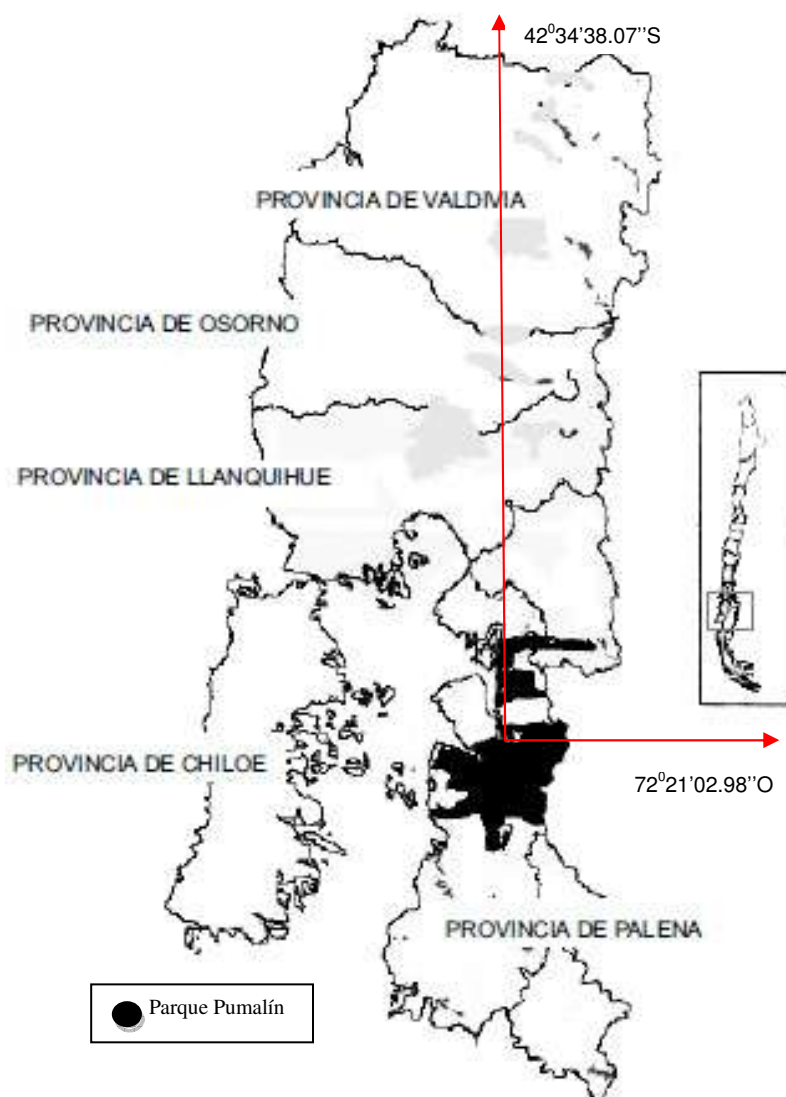 42⁰34'38.07''S
PROVINCIA DE VALDIVIA
PROVINCIA DE OSORNO
PROVINCIA DE LLANQUIHUE
PROVINCIA DE CHILOE
72⁰21'02.98''O
PROVINCIA DE PALENA
Parque Pumalín